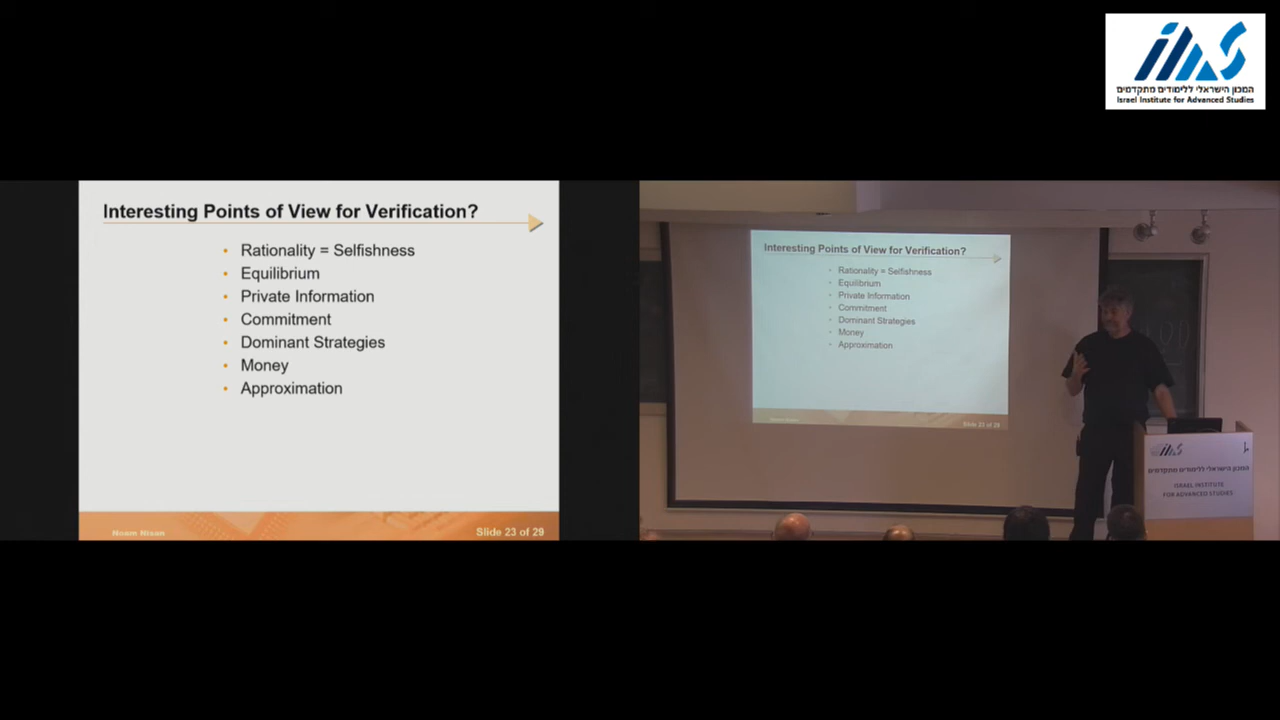 המכון הישראלי ללימודים מתקדמים
Israel Institute for Advanced Studies
Interesting Points of View for Verification?
• Rationality = Selfishness
• Equilibrium
• Private Information
• Commitment
• Dominant Strategies
• Money
• Approximation
Noam Nisan
Slide 23 of 29
Interesting Points of View for Verification?
• Rationality = Selfishness
• Equilibrium
• Private Information
• Commitment
• Dominant Strategies
• Money
• Approximation
Noam Nisan
Slide 23 of 29
המכון הישראלי ללימודים מתקדמים
ISRAEL INSTITUTE
FOR ADVANCED STUDIES